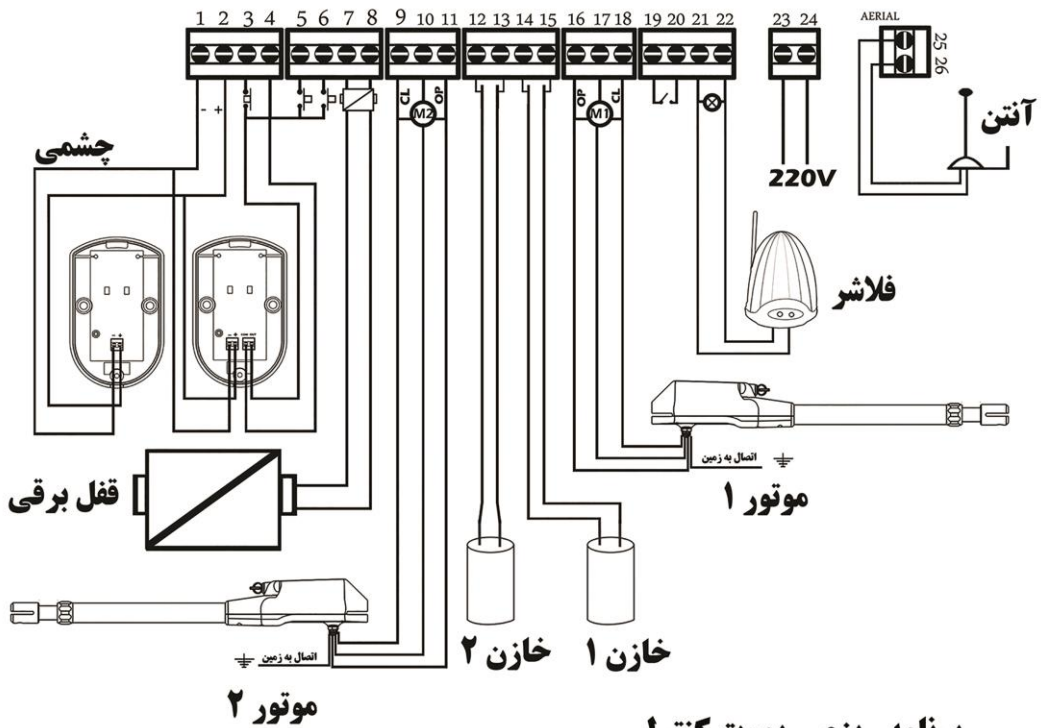 1 2 3 4 5 6 7 8 9 10 11 12 13 14 15 16 17 18 19 20 21 22 23 24
AERIAL
25
26
- +
CL M2 OP
OP M1 CL
220V
آنتن
چشمی
- +
- + COM OUT
فلاشر
قفل برقی
اتصال به زمین
موتور ۱
خازن ۲
خازن ۱
اتصال به زمین
موتور ۲